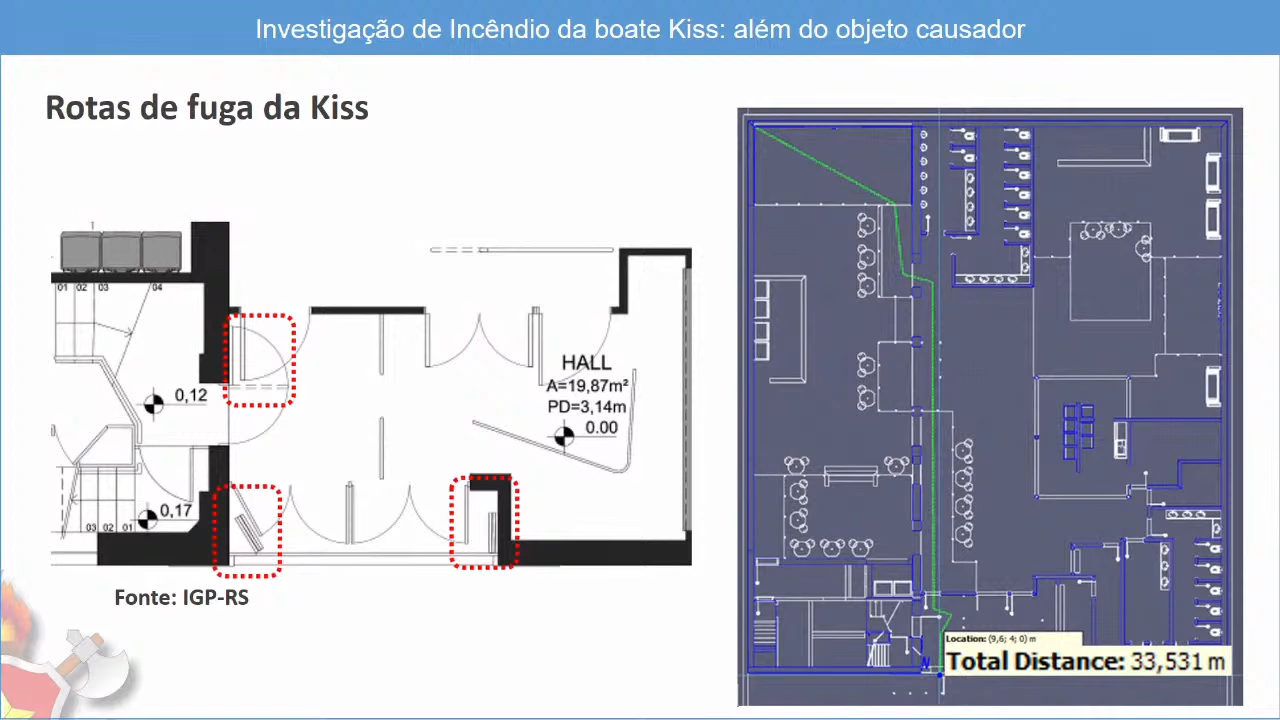 Investigação de Incêndio da boate Kiss: além do objeto causador
Rotas de fuga da Kiss
01 02 03 04
0,12
HALL
A=19,87m²
PD=3,14m
0.00
0,17
03 02 01
Fonte: IGP-RS
Location: (9,6; 4; 0) m
Total Distance: 33,531 m